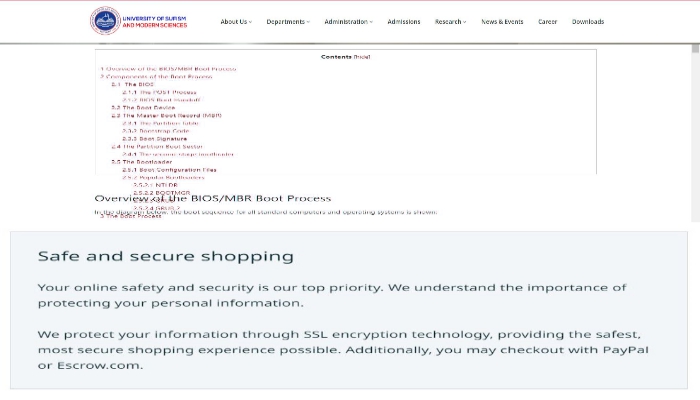 UNIVERSITY OF SUFISM
AND MODERN SCIENCES
About Us
Departments
Administration
Admissions
Research
News & Events
Career
Downloads
Contents [hide]
1 Overview of the BIOS/MBR Boot Process
2 Components of the Boot Process
2.1 The BIOS
2.1.1 The POST Process
2.1.2 BIOS Boot Handoff
2.2 The Boot Device
2.3 The Master Boot Record (MBR)
2.3.1 The Partition Table
2.3.2 Bootstrap Code
2.3.3 Boot Signature
2.4 The Partition Boot Sector
2.4.1 The second-stage bootloader
2.5 The Bootloader
2.5.1 Boot Configuration Files
2.5.2 Popular Bootloaders
2.5.2.1 NTLDR
2.5.2.2 BOOTMGR
Overview of the BIOS/MBR Boot Process
2.5.2.4 GRUB 2
In the diagram below, the boot sequence for all standard computers and operating systems is shown:
3 The Boot Process
Safe and secure shopping
Your online safety and security is our top priority. We understand the importance of
protecting your personal information.
We protect your information through SSL encryption technology, providing the safest,
most secure shopping experience possible. Additionally, you may checkout with PayPal
or Escrow.com.